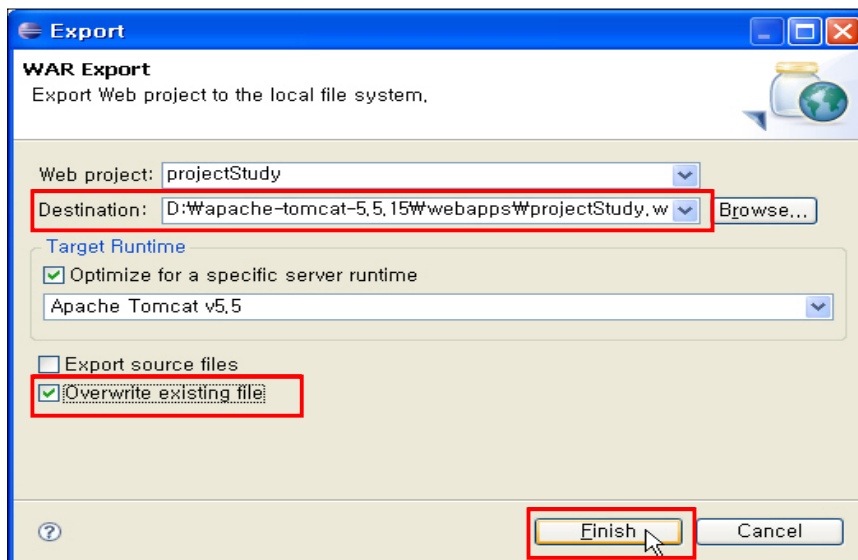 Export
WAR Export
Export Web project to the local file system,
Web project: projectStudy
Destination: D:₩apache-tomcat-5,5,15₩webapps₩projectStudy,w Browse...
Target Runtime
Optimize for a specific server runtime
Apache Tomcat v5,5
Export source files
Overwrite existing file
? Finish Cancel